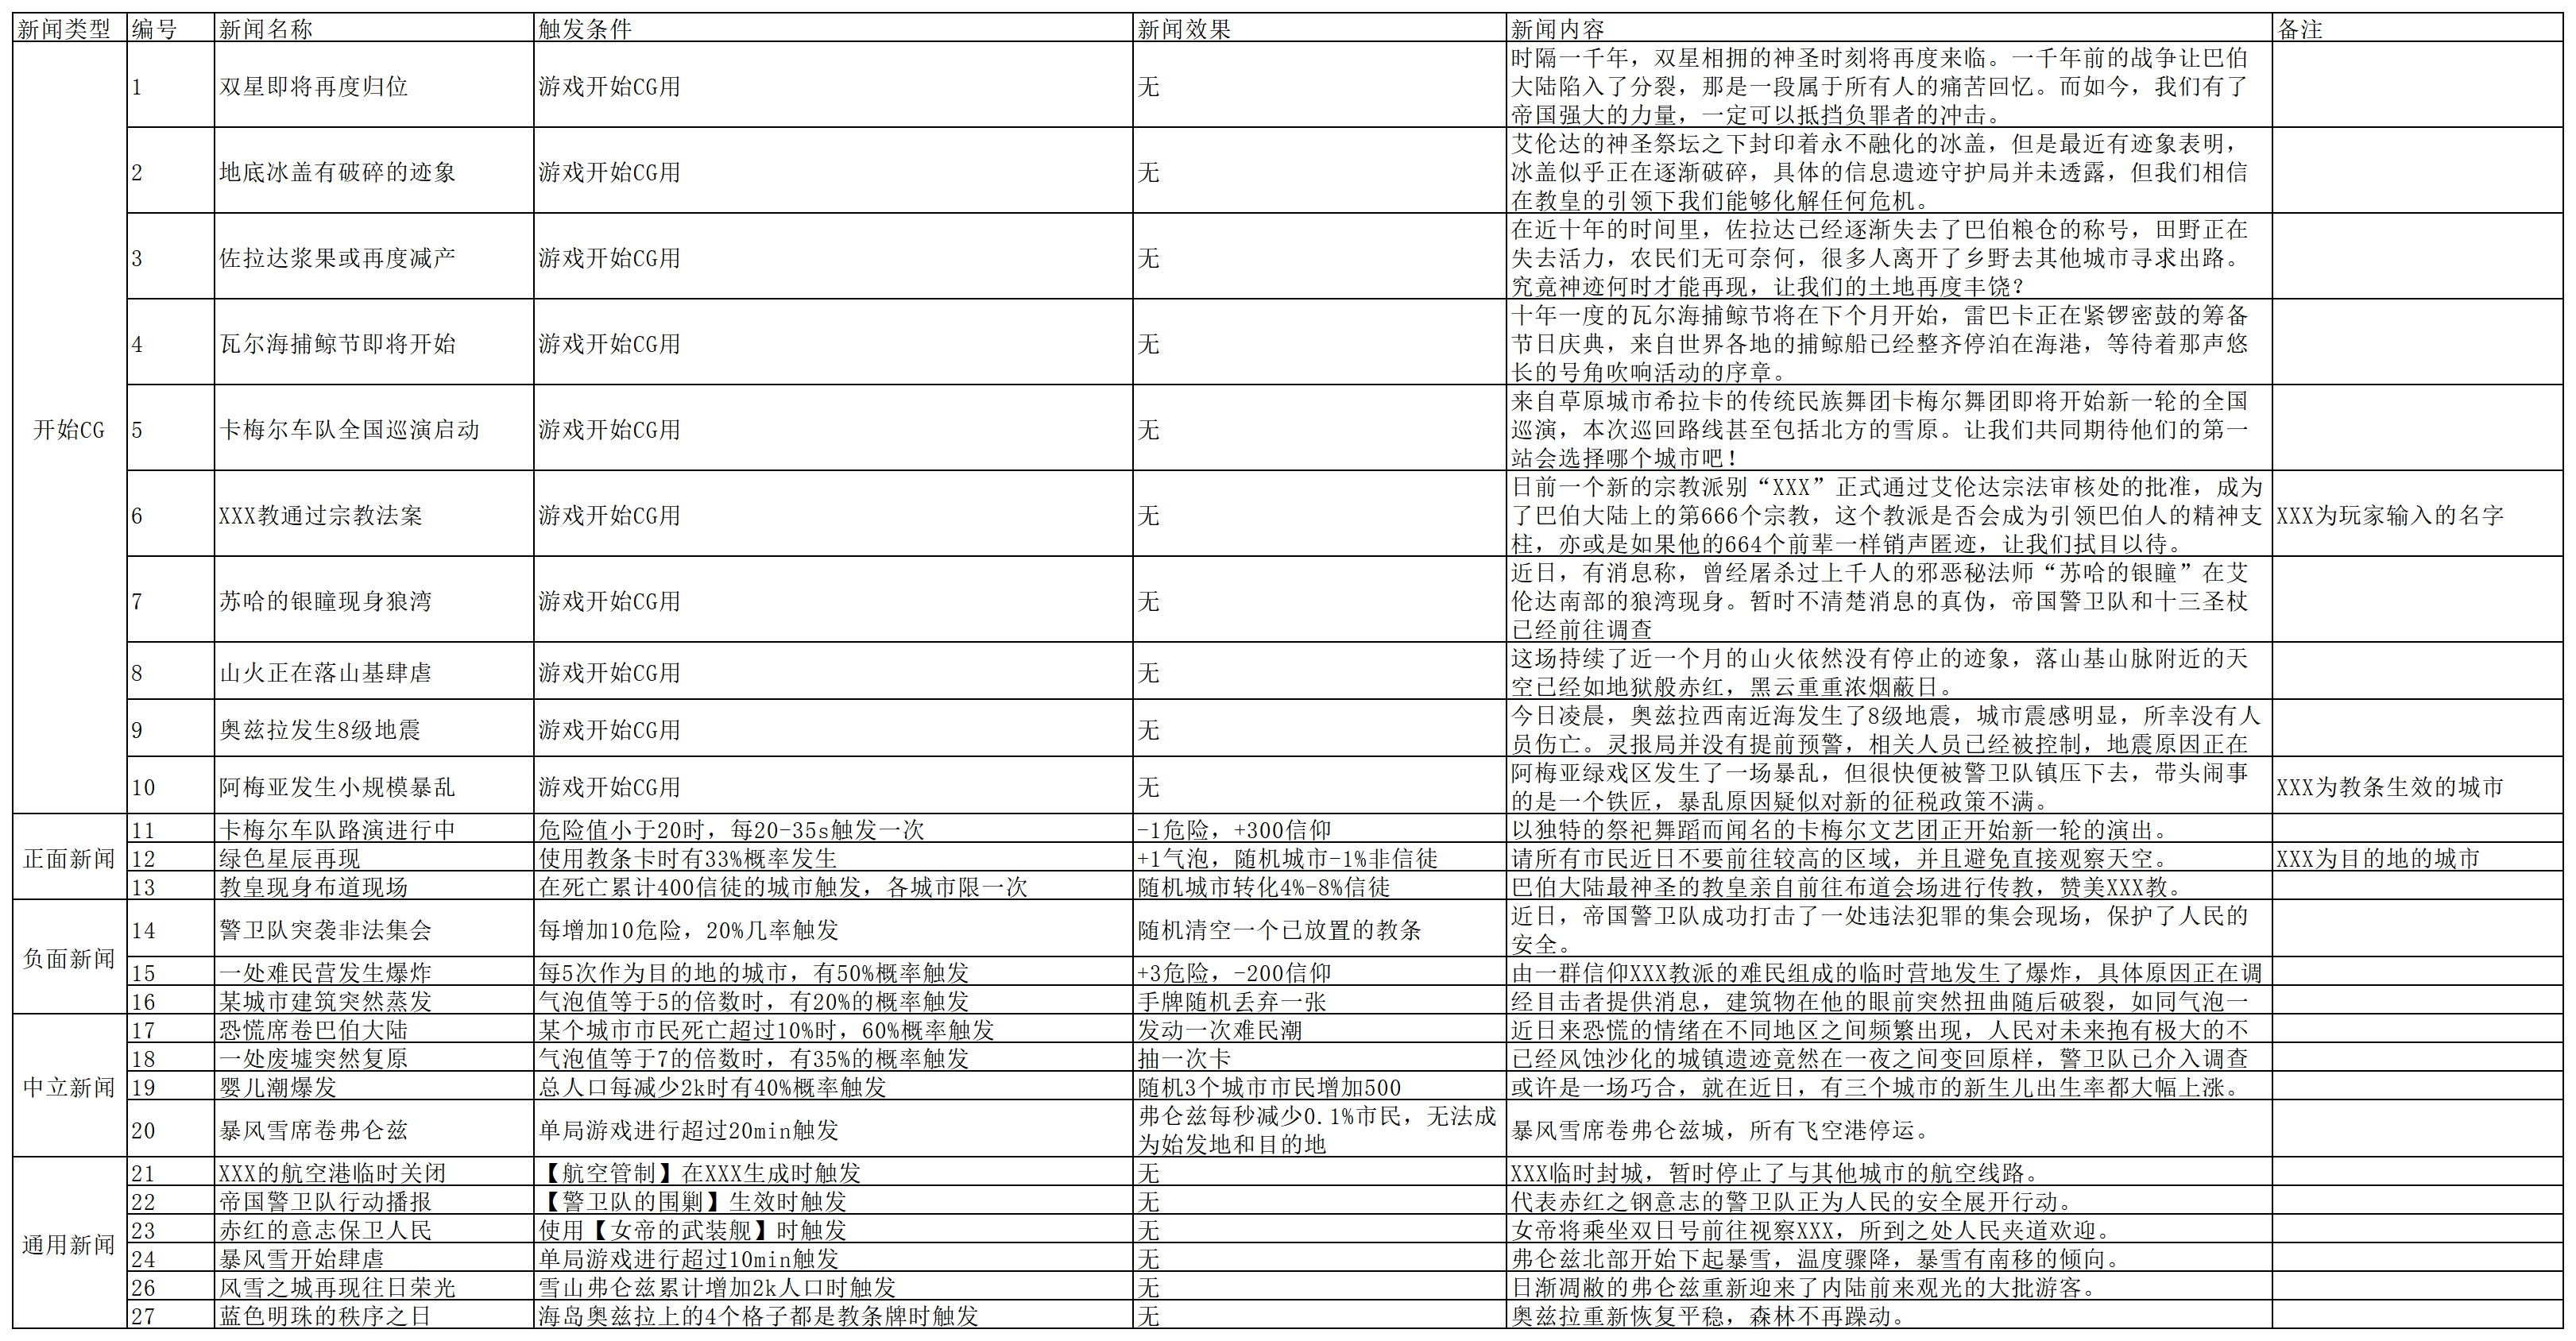 新闻类型 编号 新闻名称 触发条件 新闻效果 新闻内容 备注
开始CG
1 双星即将再度归位 游戏开始CG用 无 时隔一千年，双星相拥的神圣时刻将再度来临。一千年前的战争让巴伯
大陆陷入了分裂，那是一段属于所有人的痛苦回忆。而如今，我们有了
帝国强大的力量，一定可以抵挡负罪者的冲击。
2 地底冰盖有破碎的迹象 游戏开始CG用 无 艾伦达的神圣祭坛之下封印着永不融化的冰盖，但是最近有迹象表明，
冰盖似乎正在逐渐破碎，具体的信息遗迹守护局并未透露，但我们相信
在教皇的引领下我们能够化解任何危机。
3 佐拉达浆果或再度减产 游戏开始CG用 无 在近十年的时间里，佐拉达已经逐渐失去了巴伯粮仓的称号，田野正在
失去活力，农民们无可奈何，很多人离开了乡野去其他城市寻求出路。
究竟神迹何时才能再现，让我们的土地再度丰饶？
4 瓦尔海捕鲸节即将开始 游戏开始CG用 无 十年一度的瓦尔海捕鲸节将在下个月开始，雷巴卡正在紧锣密鼓的筹备
节日庆典，来自世界各地的捕鲸船已经整齐停泊在海港，等待着那声悠
长的号角吹响活动的序章。
5 卡梅尔车队全国巡演启动 游戏开始CG用 无 来自草原城市希拉卡的传统民族舞团卡梅尔舞团即将开始新一轮的全国
巡演，本次巡回路线甚至包括北方的雪原。让我们共同期待他们的第一
站会选择哪个城市吧！
6 XXX教通过宗教法案 游戏开始CG用 无 日前一个新的宗教派别“XXX”正式通过艾伦达宗法审核处的批准，成为
了巴伯大陆上的第666个宗教，这个教派是否会成为引领巴伯人的精神支
柱，亦或是如果他的664个前辈一样销声匿迹，让我们拭目以待。 XXX为玩家输入的名字
7 苏哈的银瞳现身狼湾 游戏开始CG用 无 近日，有消息称，曾经屠杀过上千人的邪恶秘法师“苏哈的银瞳”在艾
伦达南部的狼湾现身。暂时不清楚消息的真伪，帝国警卫队和十三圣杖
已经前往调查
8 山火正在落山基肆虐 游戏开始CG用 无 这场持续了近一个月的山火依然没有停止的迹象，落山基山脉附近的天
空已经如地狱般赤红，黑云重重浓烟蔽日。
9 奥兹拉发生8级地震 游戏开始CG用 无 今日凌晨，奥兹拉西南近海发生了8级地震，城市震感明显，所幸没有人
员伤亡。灵报局并没有提前预警，相关人员已经被控制，地震原因正在
10 阿梅亚发生小规模暴乱 游戏开始CG用 无 阿梅亚绿戏区发生了一场暴乱，但很快便被警卫队镇压下去，带头闹事
的是一个铁匠，暴乱原因疑似对新的征税政策不满。 XXX为教条生效的城市
正面新闻
11 卡梅尔车队路演进行中 危险值小于20时，每20-35s触发一次 -1危险，+300信仰 以独特的祭祀舞蹈而闻名的卡梅尔文艺团正开始新一轮的演出。
12 绿色星辰再现 使用教条卡时有33%概率发生 +1气泡，随机城市-1%非信徒 请所有市民近日不要前往较高的区域，并且避免直接观察天空。 XXX为目的地的城市
13 教皇现身布道现场 在死亡累计400信徒的城市触发，各城市限一次 随机城市转化4%-8%信徒 巴伯大陆最神圣的教皇亲自前往布道会场进行传教，赞美XXX教。
负面新闻
14 警卫队突袭非法集会 每增加10危险，20%几率触发 随机清空一个已放置的教条 近日，帝国警卫队成功打击了一处违法犯罪的集会现场，保护了人民的
安全。
15 一处难民营发生爆炸 每5次作为目的地的城市，有50%概率触发 +3危险，-200信仰 由一群信仰XXX教派的难民组成的临时营地发生了爆炸，具体原因正在调
16 某城市建筑突然蒸发 气泡值等于5的倍数时，有20%的概率触发 手牌随机丢弃一张 经目击者提供消息，建筑物在他的眼前突然扭曲随后破裂，如同气泡一
中立新闻
17 恐慌席卷巴伯大陆 某个城市市民死亡超过10%时，60%概率触发 发动一次难民潮 近日来恐慌的情绪在不同地区之间频繁出现，人民对未来抱有极大的不
18 一处废墟突然复原 气泡值等于7的倍数时，有35%的概率触发 抽一次卡 已经风蚀沙化的城镇遗迹竟然在一夜之间变回原样，警卫队已介入调查
19 婴儿潮爆发 总人口每减少2k时有40%概率触发 随机3个城市市民增加500 或许是一场巧合，就在近日，有三个城市的新生儿出生率都大幅上涨。
20 暴风雪席卷弗仑兹 单局游戏进行超过20min触发 弗仑兹每秒减少0.1%市民，无法成
为始发地和目的地 暴风雪席卷弗仑兹城，所有飞空港停运。
通用新闻
21 XXX的航空港临时关闭 【航空管制】在XXX生成时触发 无 XXX临时封城，暂时停止了与其他城市的航空线路。
22 帝国警卫队行动播报 【警卫队的围剿】生效时触发 无 代表赤红之钢意志的警卫队正为人民的安全展开行动。
23 赤红的意志保卫人民 使用【女帝的武装舰】时触发 无 女帝将乘坐双日号前往视察XXX，所到之处人民夹道欢迎。
24 暴风雪开始肆虐 单局游戏进行超过10min触发 无 弗仑兹北部开始下起暴雪，温度骤降，暴雪有南移的倾向。
26 风雪之城再现往日荣光 雪山弗仑兹累计增加2k人口时触发 无 日渐凋敝的弗仑兹重新迎来了内陆前来观光的大批游客。
27 蓝色明珠的秩序之日 海岛奥兹拉上的4个格子都是教条牌时触发 无 奥兹拉重新恢复平稳，森林不再躁动。